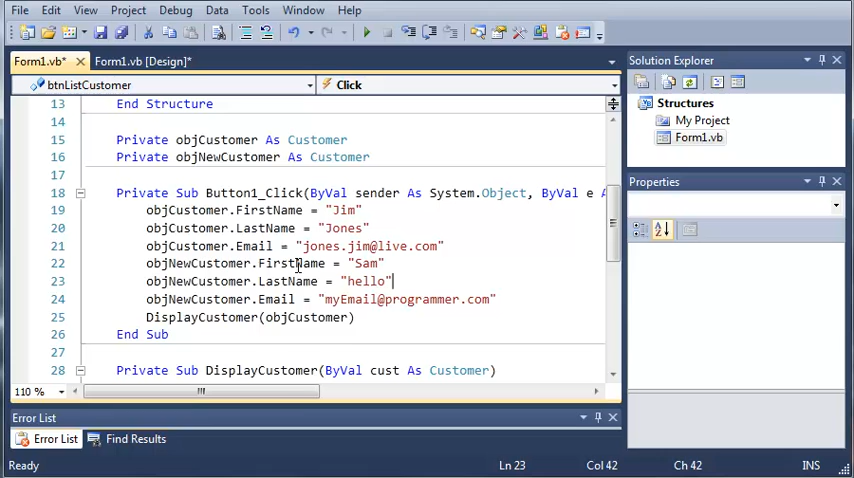 File Edit View Project Debug Data Tools Window Help
Form1.vb* Form1.vb [Design]*
btnListCustomer Click
13 End Structure
14
15 Private objCustomer As Customer
16 Private objNewCustomer As Customer
17
18 Private Sub Button1_Click(ByVal sender As System.Object, ByVal e A
19 objCustomer.FirstName = "Jim"
20 objCustomer.LastName = "Jones"
21 objCustomer.Email = "jones.jim@live.com"
22 objNewCustomer.FirstName = "Sam"
23 objNewCustomer.LastName = "hello"
24 objNewCustomer.Email = "myEmail@programmer.com"
25 DisplayCustomer(objCustomer)
26 End Sub
27
28 Private Sub DisplayCustomer(ByVal cust As Customer)
110 %
Solution Explorer
Structures
My Project
Form1.vb
Properties
Error List
Error List Find Results
Ready Ln 23 Col 42 Ch 42 INS